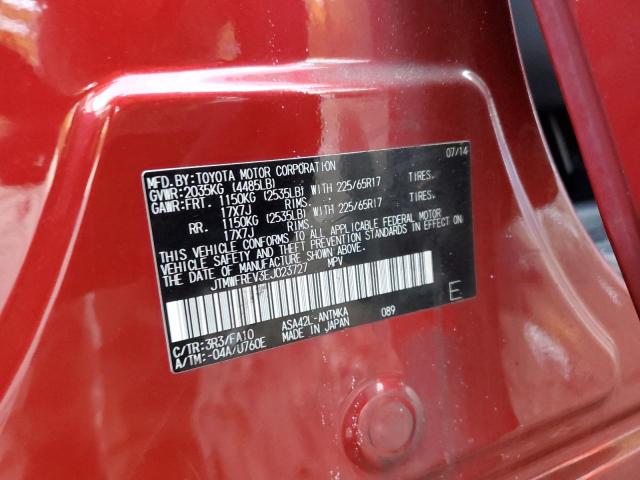 MFD.BY:TOYOTA MOTOR CORPORATION 07/14
GVWR:2035KG (4485LB)
GAWR:FRT. 1150KG (2535LB) WITH 225/65R17 TIRES.
17X7J RIMS.
RR. 1150KG (2535LB) WITH 225/65R17 TIRES.
17X7J RIMS.
THIS VEHICLE CONFORMS TO ALL APPLICABLE FEDERAL MOTOR
VEHICLE SAFETY AND THEFT PREVENTION STANDARDS IN EFFECT ON
THE DATE OF MANUFACTURE SHOWN ABOVE.
JTMWFREV3EJ023727 MPV
E
C/TR:3R3/FA10 ASA42L-ANTMKA 089
A/TM:-04A/U760E MADE IN JAPAN